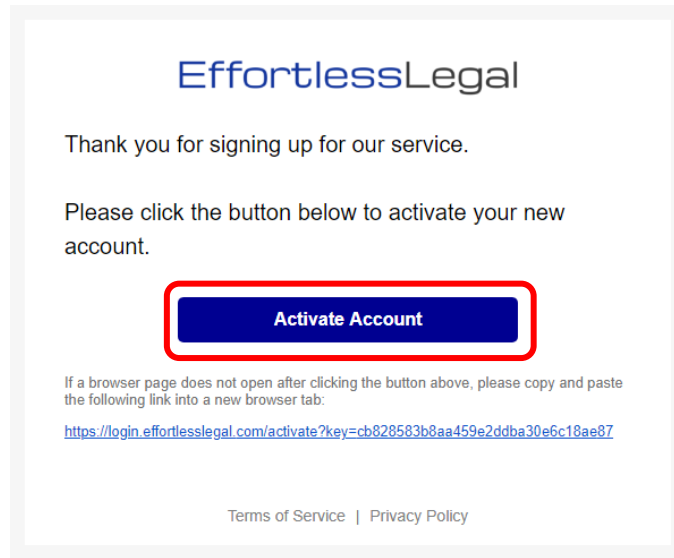 EffortlessLegal
Thank you for signing up for our service.
Please click the button below to activate your new
account.
Activate Account
If a browser page does not open after clicking the button above, please copy and paste
the following link into a new browser tab:
https://login.effortlesslegal.com/activate?key=cb828583b8aa459e2ddba30e6c18ae87
Terms of Service | Privacy Policy